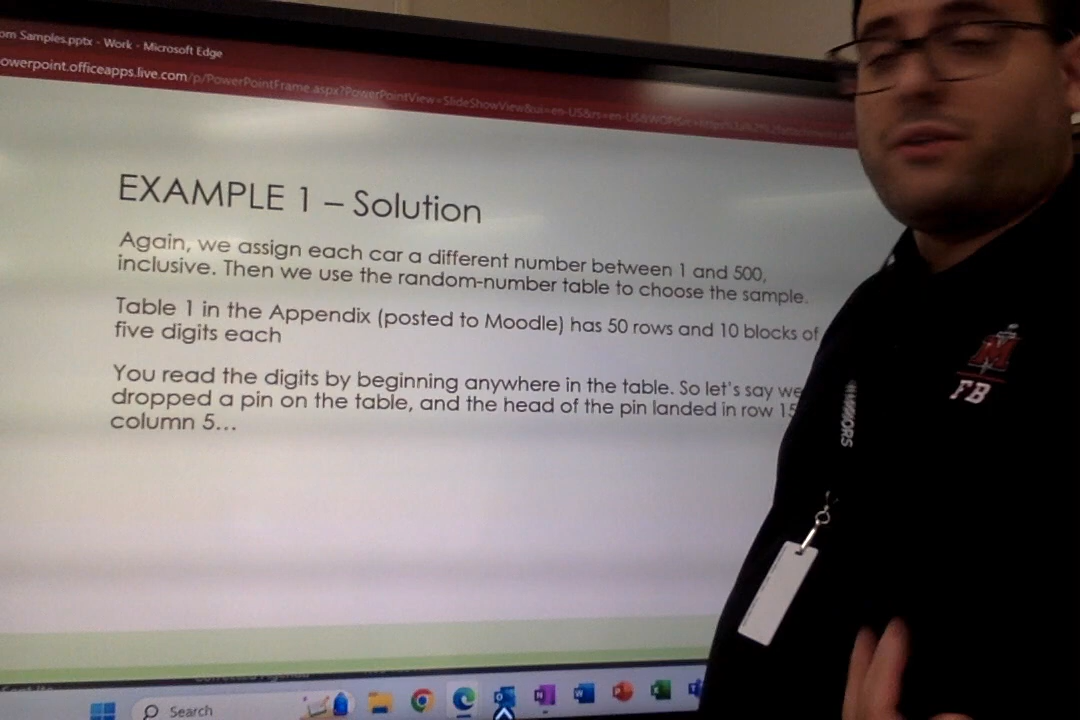 om Samples.pptx - Work - Microsoft Edge
owerpoint.officeapps.live.com/p/PowerPointFrame.aspx?PowerPointView=SlideShowView&ui=en-US&rs=en-US&WOPISrc=
EXAMPLE 1 – Solution
Again, we assign each car a different number between 1 and 500,
inclusive. Then we use the random-number table to choose the sample.
Table 1 in the Appendix (posted to Moodle) has 50 rows and 10 blocks of
five digits each
You read the digits by beginning anywhere in the table. So let's say we
dropped a pin on the table, and the head of the pin landed in row 15
column 5...
M
FB
Search